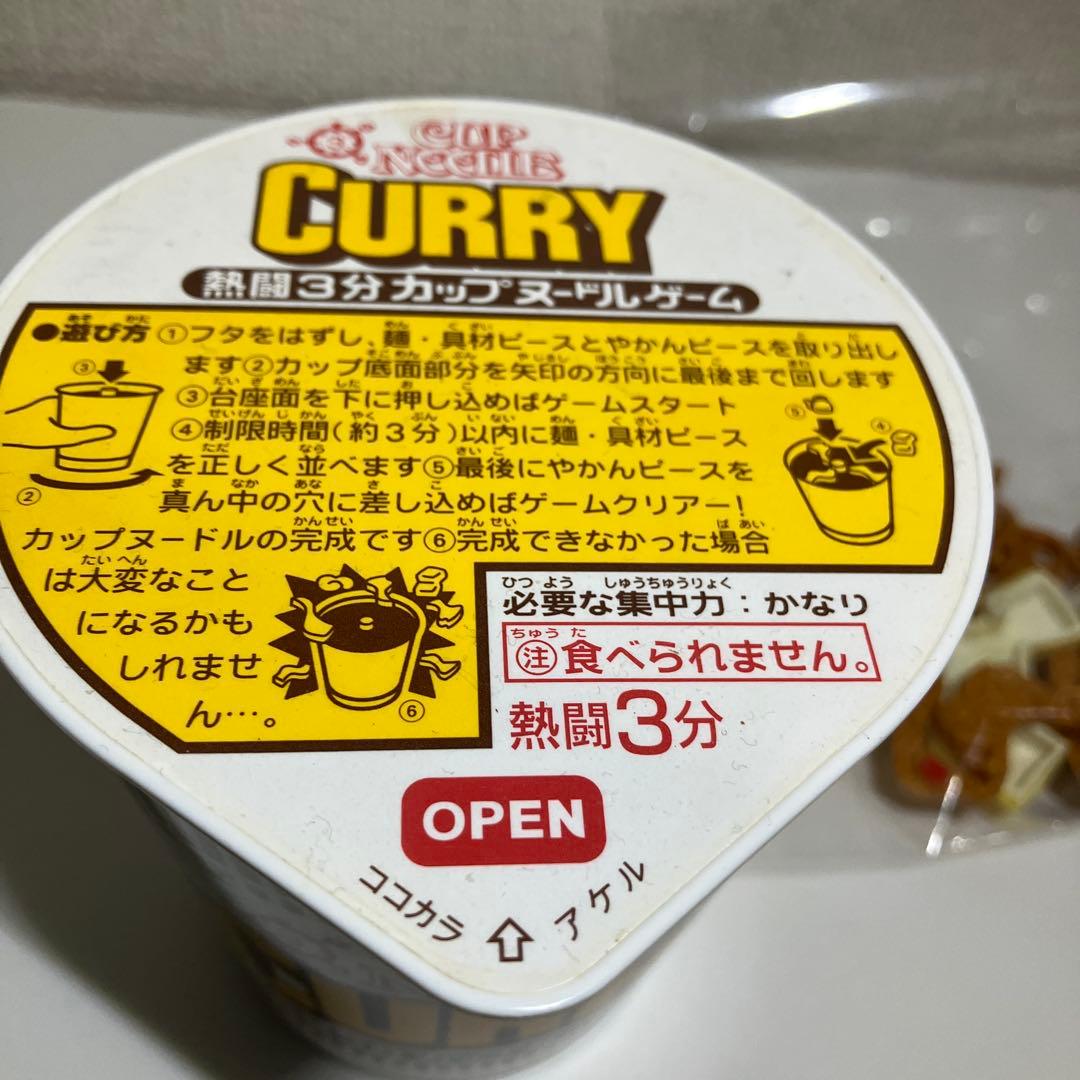 CUP
NOODLE
CURRY
熱闘3分カップヌードルゲーム
●遊び方①フタをはずし、麺・具材ピースとやかんピースを取り出し
ます②カップ底面部分を矢印の方向に最後まで回します
③台座面を下に押し込めばゲームスタート
④制限時間(約3分)以内に麺・具材ピース
を正しく並べます⑤最後にやかんピースを
真ん中の穴に差し込めばゲームクリアー!
カップヌードルの完成です⑥完成できなかった場合
は大変なこと
になるかも
しれませ
ん…。
③
②
⑤
④
⑥
必要な集中力:かなり
注 食べられません。
熱闘3分
OPEN
ココカラ
アケル